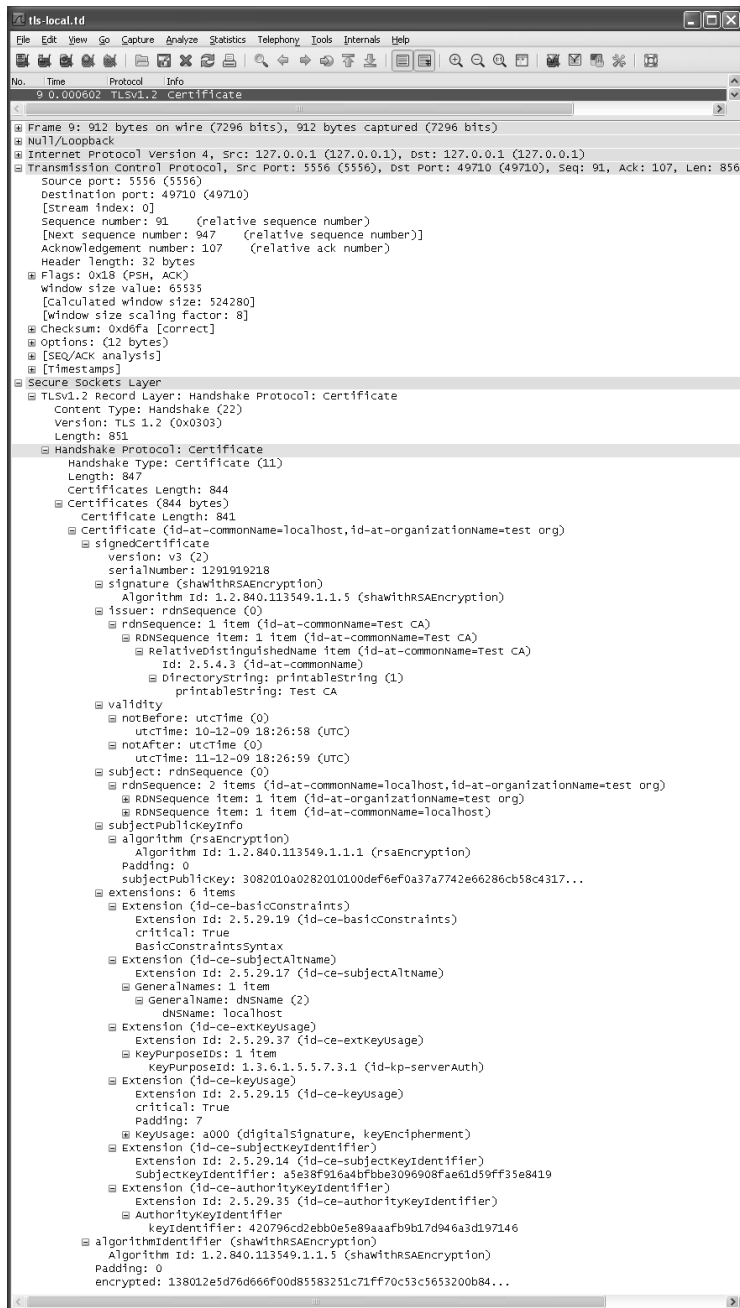 tls-local.td
File Edit View Go Capture Analyze Statistics Telephony Tools Internals Help
No. Time Protocol Info
9 0.000602 TLSv1.2 Certificate
Frame 9: 912 bytes on wire (7296 bits), 912 bytes captured (7296 bits)
Null/Loopback
Internet Protocol Version 4, Src: 127.0.0.1 (127.0.0.1), Dst: 127.0.0.1 (127.0.0.1)
Transmission Control Protocol, Src Port: 5556 (5556), Dst Port: 49710 (49710), Seq: 91, Ack: 107, Len: 856
Source port: 5556 (5556)
Destination port: 49710 (49710)
[Stream index: 0]
Sequence number: 91 (relative sequence number)
[Next sequence number: 947 (relative sequence number)]
Acknowledgement number: 107 (relative ack number)
Header length: 32 bytes
Flags: 0x18 (PSH, ACK)
Window size value: 65535
[Calculated window size: 524280]
[Window size scaling factor: 8]
Checksum: 0xd6fa [correct]
Options: (12 bytes)
[SEQ/ACK analysis]
[Timestamps]
Secure Sockets Layer
TLSv1.2 Record Layer: Handshake Protocol: Certificate
Content Type: Handshake (22)
Version: TLS 1.2 (0x0303)
Length: 851
Handshake Protocol: Certificate
Handshake Type: Certificate (11)
Length: 847
Certificates Length: 844
Certificates (844 bytes)
Certificate Length: 841
Certificate (id-at-commonName=localhost,id-at-organizationName=test org)
signedCertificate
version: v3 (2)
serialNumber: 1291919218
signature (shaWithRSAEncryption)
Algorithm Id: 1.2.840.113549.1.1.5 (shaWithRSAEncryption)
issuer: rdnSequence (0)
rdnSequence: 1 item (id-at-commonName=Test CA)
RDNSequence item: 1 item (id-at-commonName=Test CA)
RelativeDistinguishedName item (id-at-commonName=Test CA)
Id: 2.5.4.3 (id-at-commonName)
DirectoryString: printableString (1)
printableString: Test CA
validity
notBefore: utcTime (0)
utcTime: 10-12-09 18:26:58 (UTC)
notAfter: utcTime (0)
utcTime: 11-12-09 18:26:59 (UTC)
subject: rdnSequence (0)
rdnSequence: 2 items (id-at-commonName=localhost,id-at-organizationName=test org)
RDNSequence item: 1 item (id-at-organizationName=test org)
RDNSequence item: 1 item (id-at-commonName=localhost)
subjectPublicKeyInfo
algorithm (rsaEncryption)
Algorithm Id: 1.2.840.113549.1.1.1 (rsaEncryption)
Padding: 0
subjectPublicKey: 3082010a0282010100def6ef0a37a7742e66286cb58c4317...
extensions: 6 items
Extension (id-ce-basicConstraints)
Extension Id: 2.5.29.19 (id-ce-basicConstraints)
critical: True
BasicConstraintsSyntax
Extension (id-ce-subjectAltName)
Extension Id: 2.5.29.17 (id-ce-subjectAltName)
GeneralNames: 1 item
GeneralName: dNSName (2)
dNSName: localhost
Extension (id-ce-extKeyUsage)
Extension Id: 2.5.29.37 (id-ce-extKeyUsage)
KeyPurposeIDs: 1 item
KeyPurposeId: 1.3.6.1.5.5.7.3.1 (id-kp-serverAuth)
Extension (id-ce-keyUsage)
Extension Id: 2.5.29.15 (id-ce-keyUsage)
critical: True
Padding: 7
KeyUsage: a000 (digitalSignature, keyEncipherment)
Extension (id-ce-subjectKeyIdentifier)
Extension Id: 2.5.29.14 (id-ce-subjectKeyIdentifier)
SubjectKeyIdentifier: a5e38f916a4bfbbe3096908fae61d59ff35e8419
Extension (id-ce-authorityKeyIdentifier)
Extension Id: 2.5.29.35 (id-ce-authorityKeyIdentifier)
AuthorityKeyIdentifier
keyIdentifier: 420796cd2ebb0e5e89aaafb9b17d946a3d197146
algorithmIdentifier (shaWithRSAEncryption)
Algorithm Id: 1.2.840.113549.1.1.5 (shaWithRSAEncryption)
Padding: 0
encrypted: 138012e5d76d666f00d85583251c71ff70c53c5653200b84...